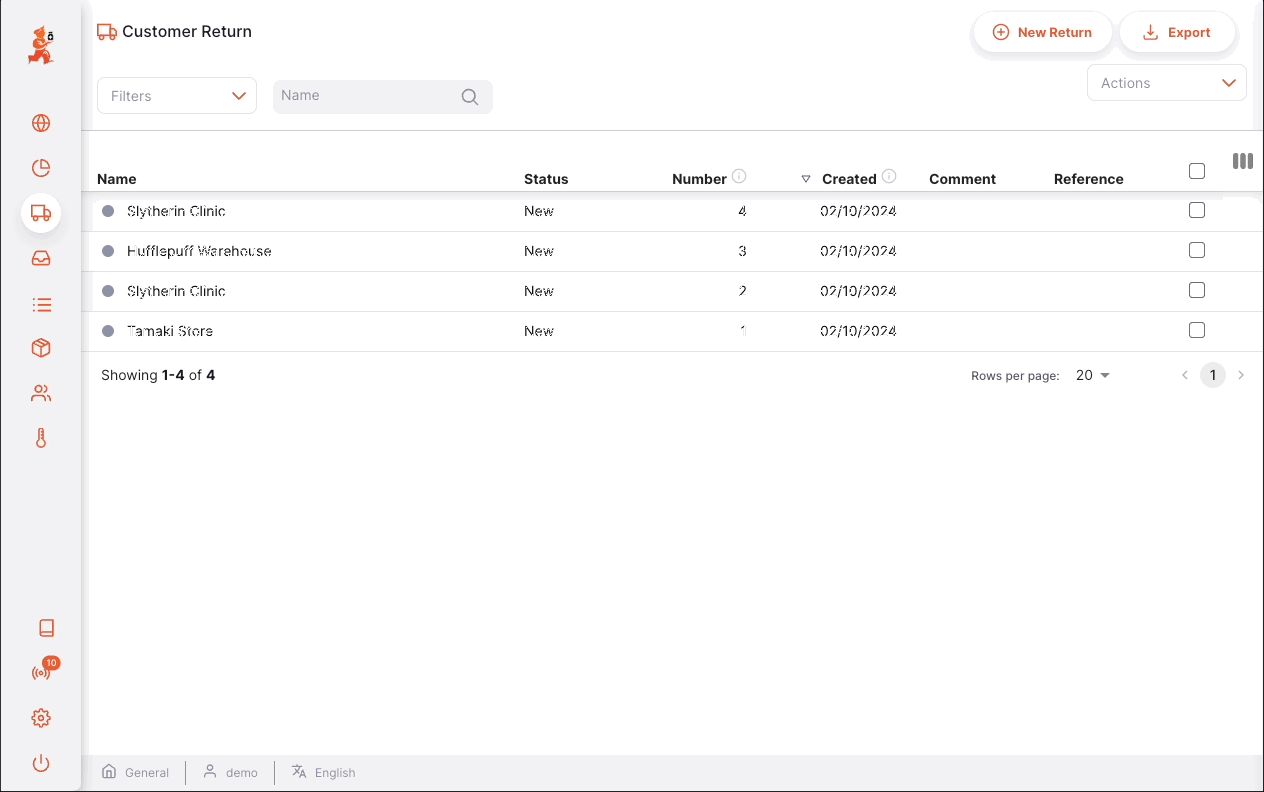 Customer Return
New Return
Export
Filters
Name
Actions
Name Status Number Created Comment Reference
Slytherin Clinic New 4 02/10/2024
Hufflepuff Warehouse New 3 02/10/2024
Slytherin Clinic New 2 02/10/2024
Tamaki Store New 1 02/10/2024
Showing 1-4 of 4 Rows per page: 20 1
10
General demo English